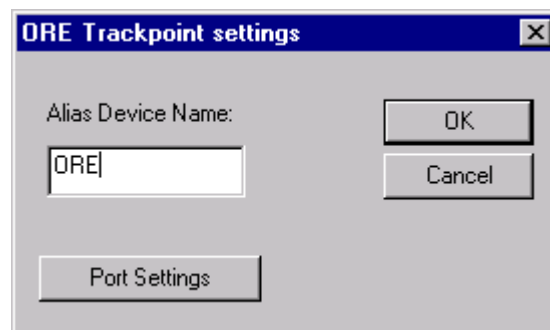 ORE Trackpoint settings
Alias Device Name:
OK
ORE
Cancel
Port Settings